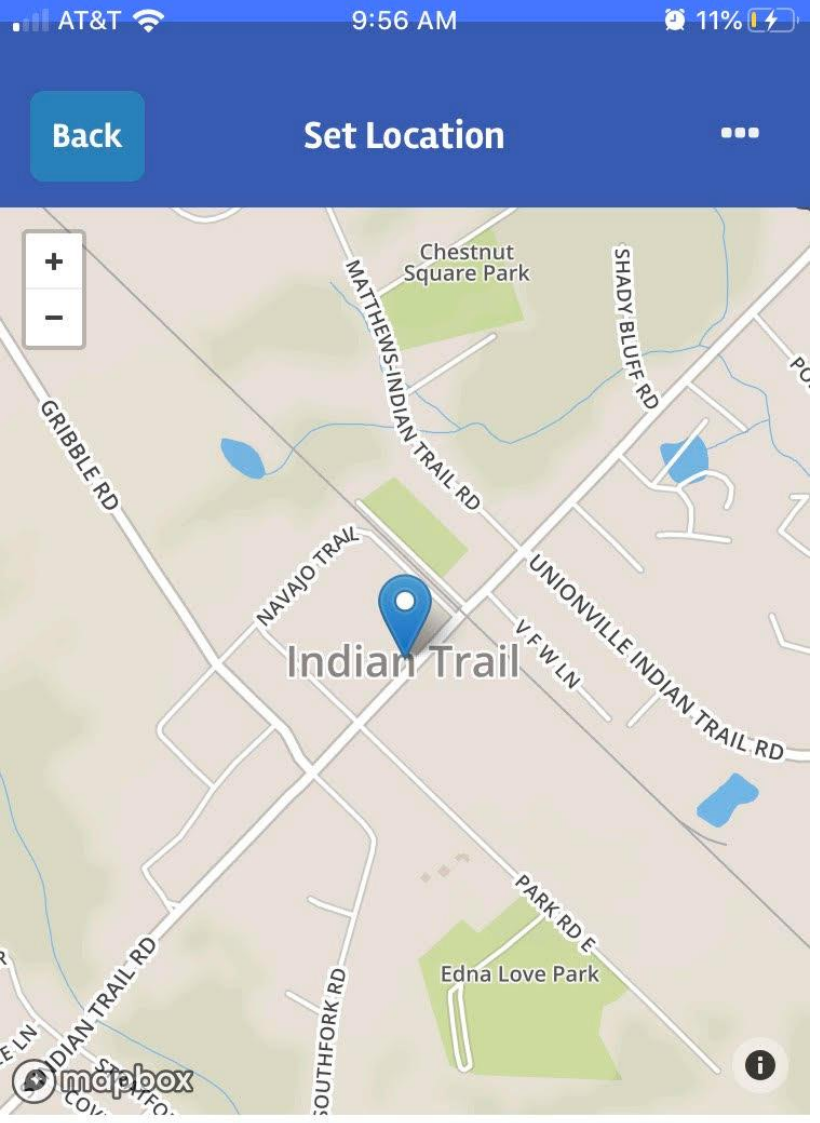 AT&T 9:56 AM 11%
Back Set Location
+
−
Chestnut
Square Park
MATTHEWS-INDIAN TRAIL RD
SHADY BLUFF RD
GRIBBLE RD
NAVAJO TRAIL
UNIONVILLE INDIAN TRAIL RD
V F W LN
Indian Trail
PARK RD E
Edna Love Park
INDIAN TRAIL RD
SOUTHFORK RD
mapbox
i